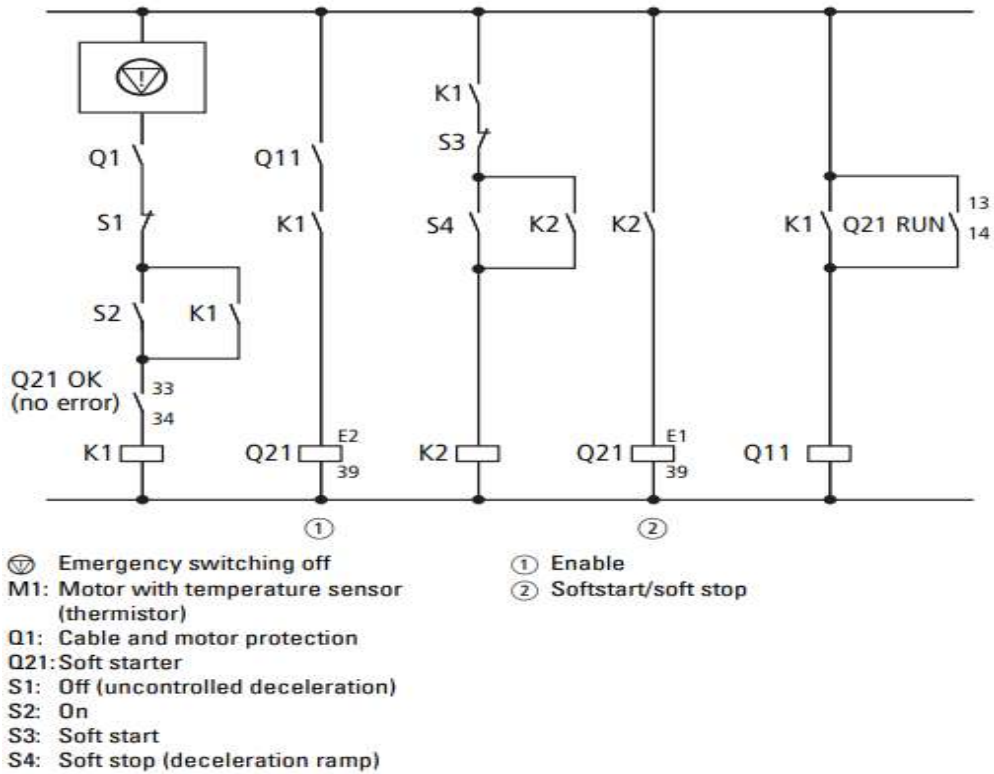 K1
S3
Q1
Q11
S1
K1
S4
K2
K2
K1
Q21 RUN
13
14
S2
K1
Q21 OK
(no error)
33
34
K1
Q21
E2
39
K2
Q21
E1
39
Q11
1
2
Emergency switching off
M1: Motor with temperature sensor
(thermistor)
Q1: Cable and motor protection
Q21: Soft starter
S1: Off (uncontrolled deceleration)
S2: On
S3: Soft start
S4: Soft stop (deceleration ramp)
1 Enable
2 Softstart/soft stop